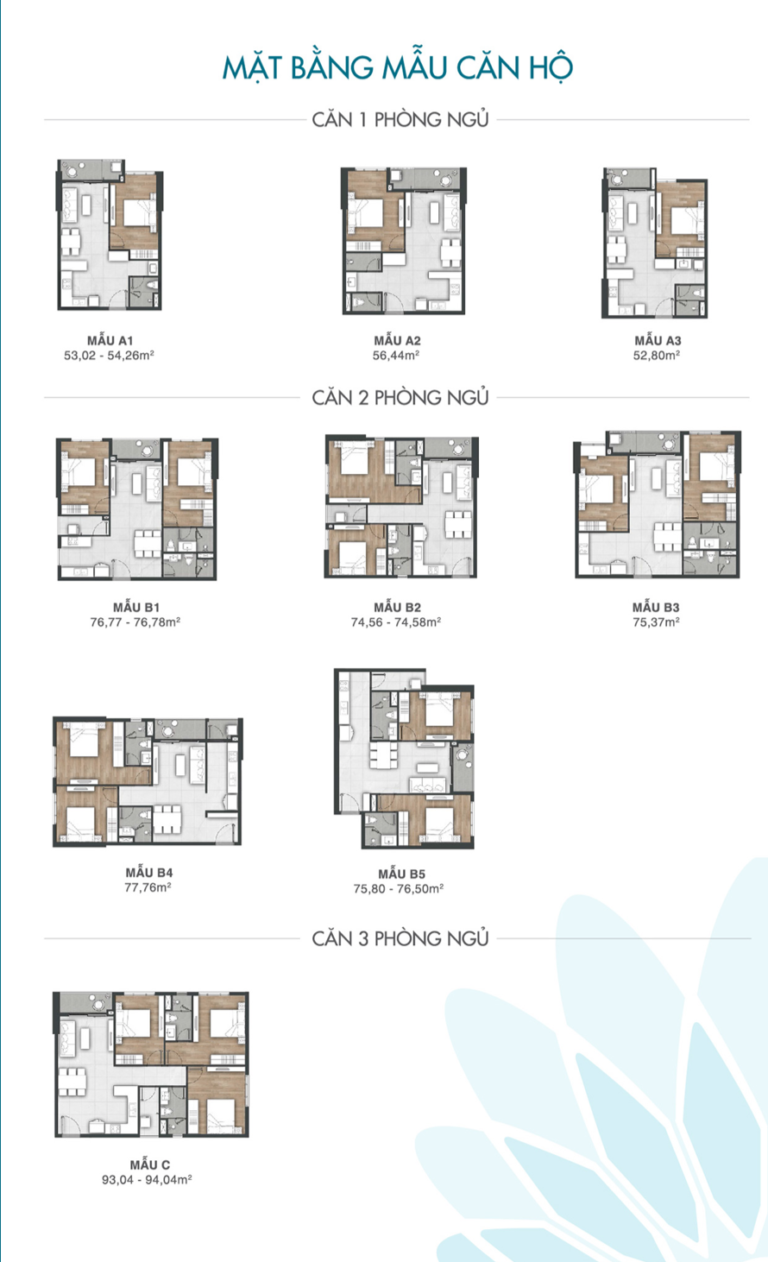 MẶT BẰNG MẪU CĂN HỘ
CĂN 1 PHÒNG NGỦ
MẪU A1
53,02 - 54,26m²
MẪU A2
56,44m²
MẪU A3
52,80m²
CĂN 2 PHÒNG NGỦ
MẪU B1
76,77 - 76,78m²
MẪU B2
74,56 - 74,58m²
MẪU B3
75,37m²
MẪU B4
77,76m²
MẪU B5
75,80 - 76,50m²
CĂN 3 PHÒNG NGỦ
MẪU C
93,04 - 94,04m²